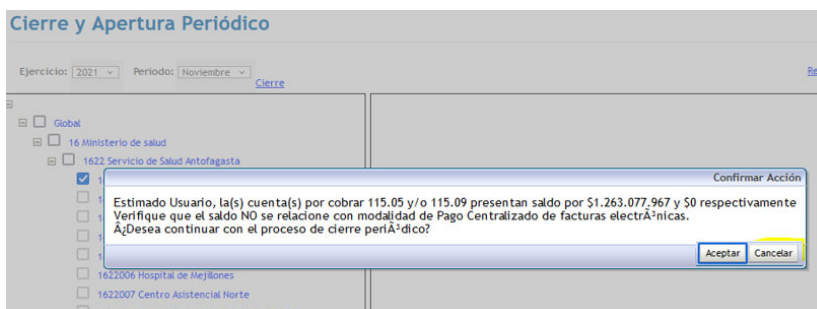 Cierre y Apertura Periódico
Ejercicio: 2021 Periodo: Noviembre
Cierre
Re
Global
16 Ministerio de salud
1622 Servicio de Salud Antofagasta
Confirmar Acción
Estimado Usuario, la(s) cuenta(s) por cobrar 115.05 y/o 115.09 presentan saldo por $1.263.077.967 y $0 respectivamente
Verifique que el saldo NO se relacione con modalidad de Pago Centralizado de facturas electrÃ³nicas.
Â¿Desea continuar con el proceso de cierre periÃ³dico?
Aceptar Cancelar
1622006 Hospital de Mejillones
1622007 Centro Asistencial Norte